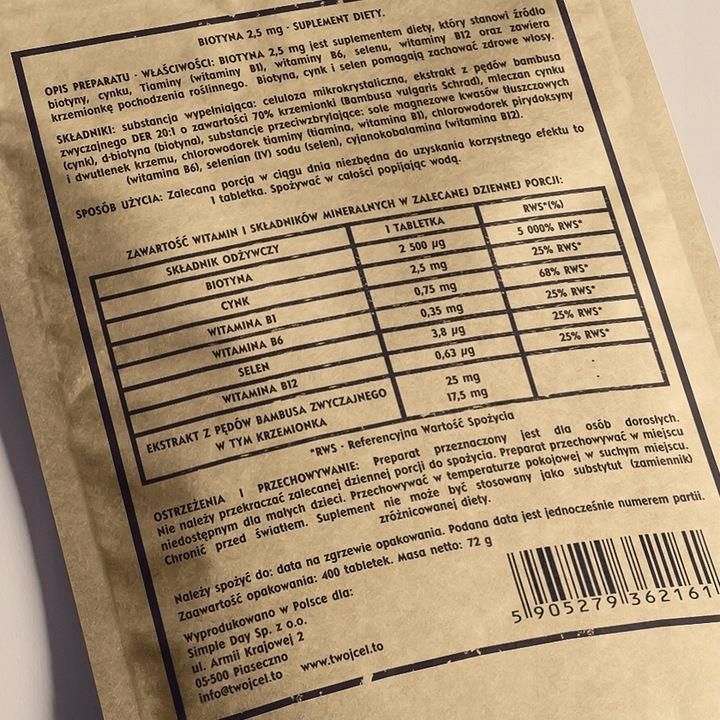 BIOTYNA 2,5 mg - SUPLEMENT DIETY.
OPIS PREPARATU - WŁAŚCIWOŚCI: BIOTYNA 2,5 mg jest suplementem diety, który stanowi źródło
biotyny, cynku, Tiaminy (witaminy B1), witaminy B6, selenu, witaminy B12 oraz zawiera
krzemionkę pochodzenia roślinnego. Biotyna, cynk i selen pomagają zachować zdrowe włosy.
SKŁADNIKI: substancja wypełniająca: celuloza mikrokrystaliczna, ekstrakt z pędów bambusa
zwyczajnego DER 20:1 o zawartości 70% krzemionki (Bambusa vulgaris Schrad), mleczan cynku
(cynk), d-biotyna (biotyna), substancje przeciwzbrylające: sole magnezowe kwasów tłuszczowych
i dwutlenek krzemu, chlorowodorek tiaminy (tiamina, witamina B1), chlorowodorek pirydoksyny
(witamina B6), selenian (IV) sodu (selen), cyjanokobalamina (witamina B12).
SPOSÓB UŻYCIA: Zalecana porcja w ciągu dnia niezbędna do uzyskania korzystnego efektu to
1 tabletka. Spożywać w całości popijając wodą.
ZAWARTOŚĆ WITAMIN I SKŁADNIKÓW MINERALNYCH W ZALECANEJ DZIENNEJ PORCJI:
SKŁADNIK ODŻYWCZY 1 TABLETKA RWS*(%)
BIOTYNA 2 500 µg 5 000% RWS*
CYNK 2,5 mg 25% RWS*
WITAMINA B1 0,75 mg 68% RWS*
WITAMINA B6 0,35 mg 25% RWS*
SELEN 3,8 µg 25% RWS*
WITAMINA B12 0,63 µg 25% RWS*
EKSTRAKT Z PĘDÓW BAMBUSA ZWYCZAJNEGO 25 mg -
W TYM KRZEMIONKA 17,5 mg -
*RWS - Referencyjna Wartość Spożycia
OSTRZEŻENIA I PRZECHOWYWANIE: Preparat przeznaczony jest dla osób dorosłych.
Nie należy przekraczać zalecanej dziennej porcji do spożycia. Preparat przechowywać w miejscu
niedostępnym dla małych dzieci. Przechowywać w temperaturze pokojowej w suchym miejscu.
Chronić przed światłem. Suplement nie może być stosowany jako substytut (zamiennik)
zróżnicowanej diety.
Należy spożyć do: data na zgrzewie opakowania. Podana data jest jednocześnie numerem partii.
Zaawartość opakowania: 400 tabletek. Masa netto: 72 g
Wyprodukowano w Polsce dla:
Simple Day Sp. z o.o.
ul. Armii Krajowej 2
05-500 Piaseczno
info@twojcel.to www.twojcel.to
5 905279 362161